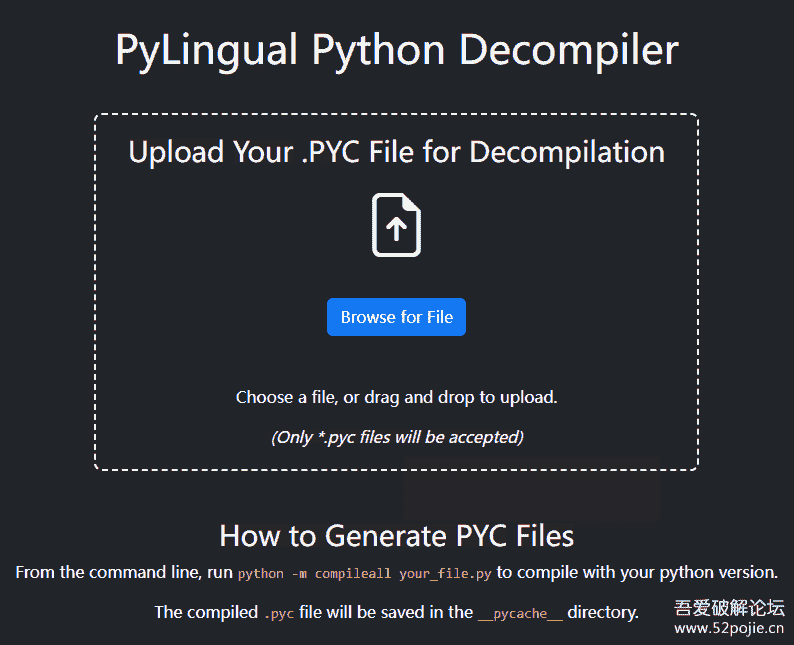 PyLingual Python Decompiler
Upload Your .PYC File for Decompilation
Browse for File
Choose a file, or drag and drop to upload.
(Only *.pyc files will be accepted)
How to Generate PYC Files
From the command line, run python -m compileall your_file.py to compile with your python version.
The compiled .pyc file will be saved in the __pycache__ directory.
吾爱破解论坛
www.52pojie.cn